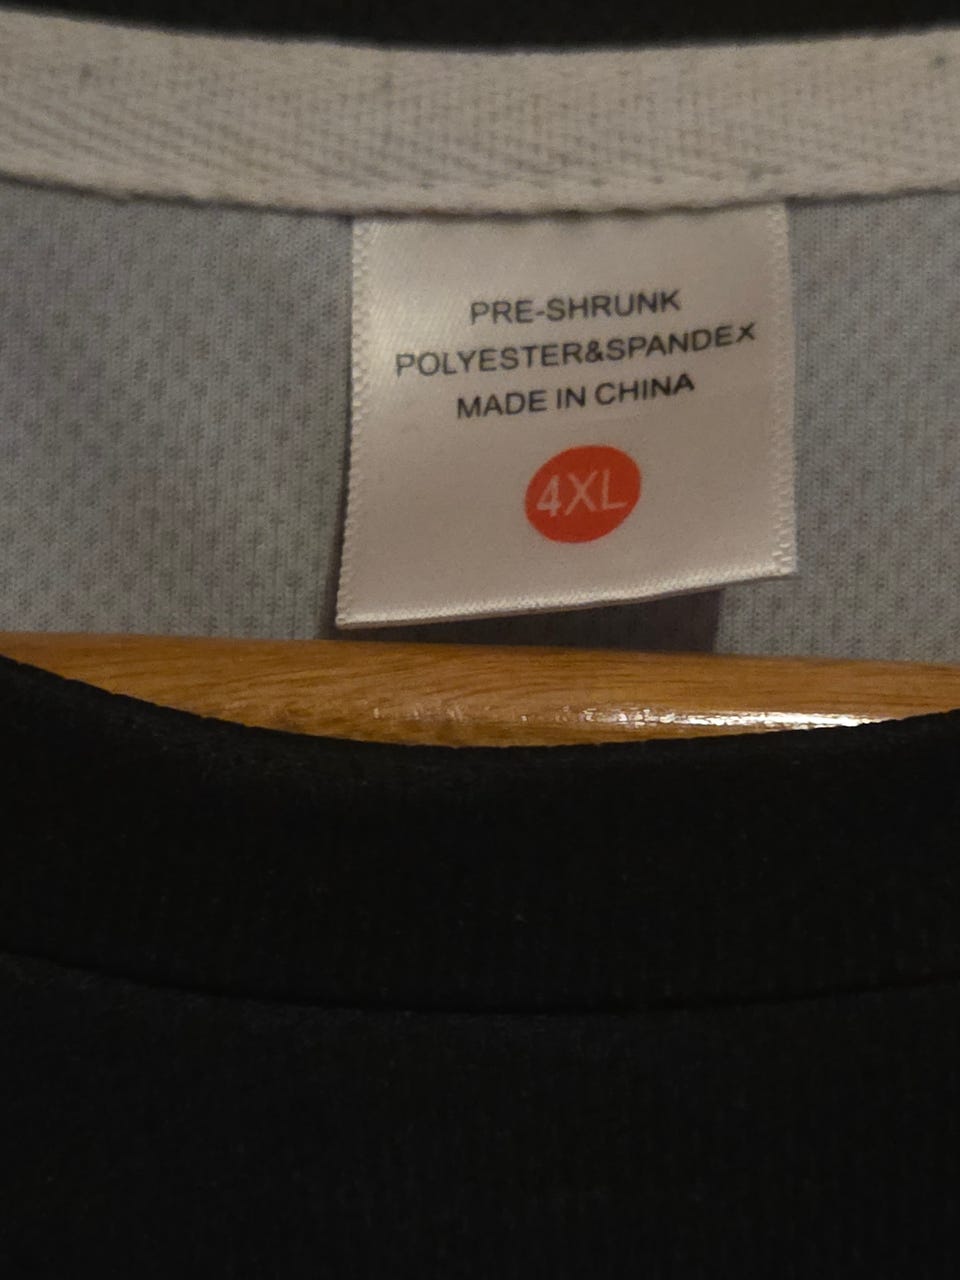 PRE-SHRUNK
POLYESTER&SPANDEX
MADE IN CHINA
4XL